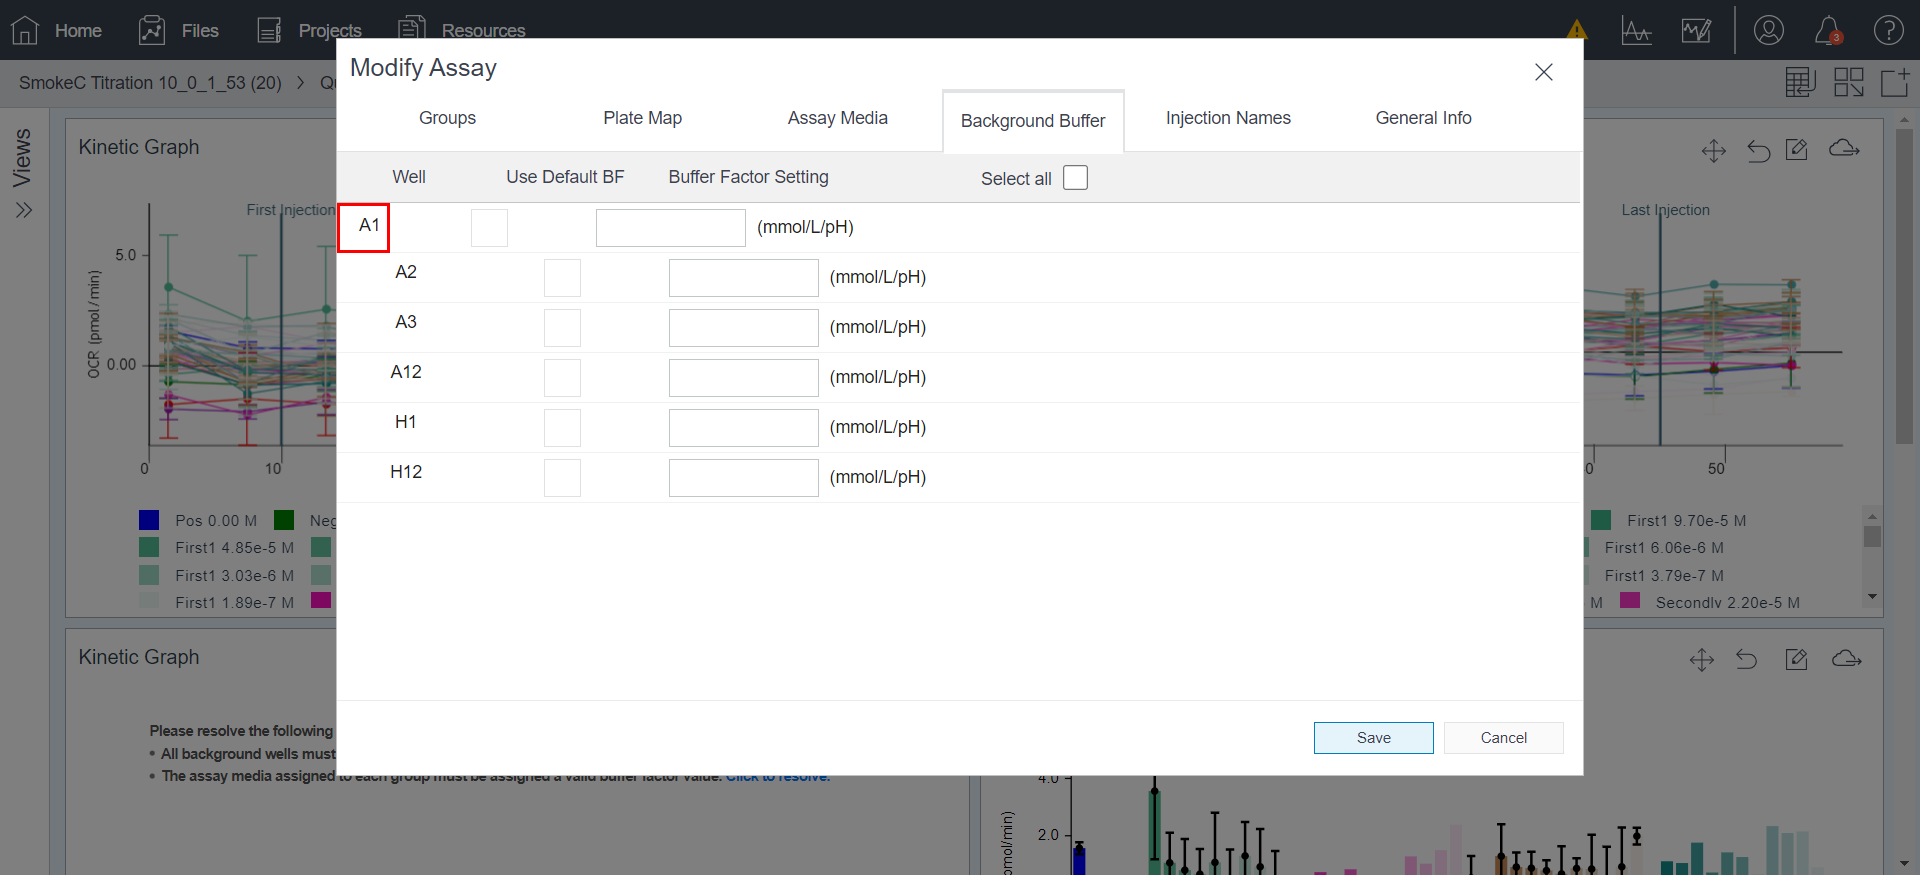 Home Files Projects Resources
3
SmokeC Titration 10_0_1_53 (20) > Qu
Modify Assay
Groups Plate Map Assay Media Background Buffer Injection Names General Info
Views
Kinetic Graph
Well Use Default BF Buffer Factor Setting Select all
First Injection
Last Injection
A1 (mmol/L/pH)
A2 (mmol/L/pH)
A3 (mmol/L/pH)
A12 (mmol/L/pH)
H1 (mmol/L/pH)
H12 (mmol/L/pH)
OCR (pmol/min)
5.0
0.00
0 10
0 50
Pos 0.00 M Neg
First1 4.85e-5 M
First1 3.03e-6 M
First1 1.89e-7 M
First1 9.70e-5 M
First1 6.06e-6 M
First1 3.79e-7 M
M Secondly 2.20e-5 M
Kinetic Graph
Please resolve the following
• All background wells must
• The assay media assigned to each group must be assigned a valid buffer factor value. Click to resolve.
Save Cancel
4.0
2.0
omol/min)